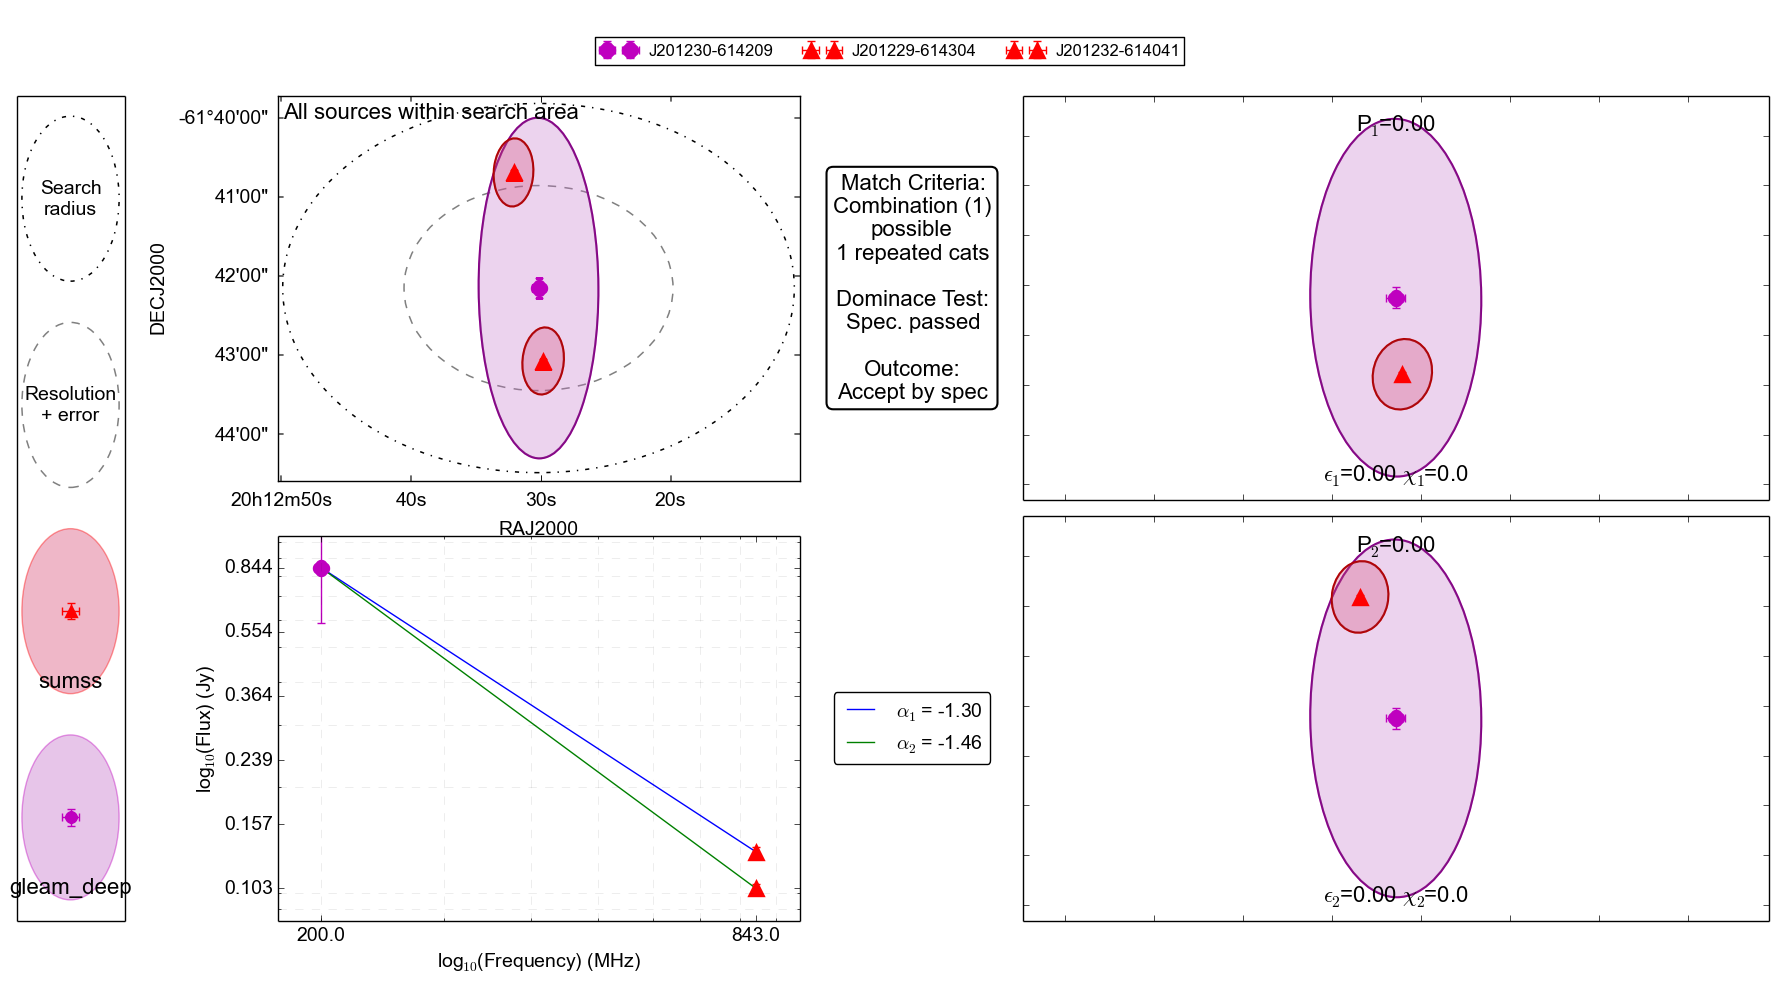 J201230-614209 J201229-614304 J201232-614041
Search
radius
Resolution
+ error
sumss
gleam_deep
All sources within search area
-61°40'00"
41'00"
42'00"
43'00"
44'00"
DECJ2000
20h12m50s 40s 30s 20s
RAJ2000
Match Criteria:
Combination (1)
possible
1 repeated cats
Dominace Test:
Spec. passed
Outcome:
Accept by spec
P₁=0.00
ϵ₁=0.00 χ₁=0.0
0.844
0.554
0.364
0.239
0.157
0.103
log₁₀(Flux) (Jy)
200.0 843.0
log₁₀(Frequency) (MHz)
α₁ = -1.30
α₂ = -1.46
P₂=0.00
ϵ₂=0.00 χ₂=0.0